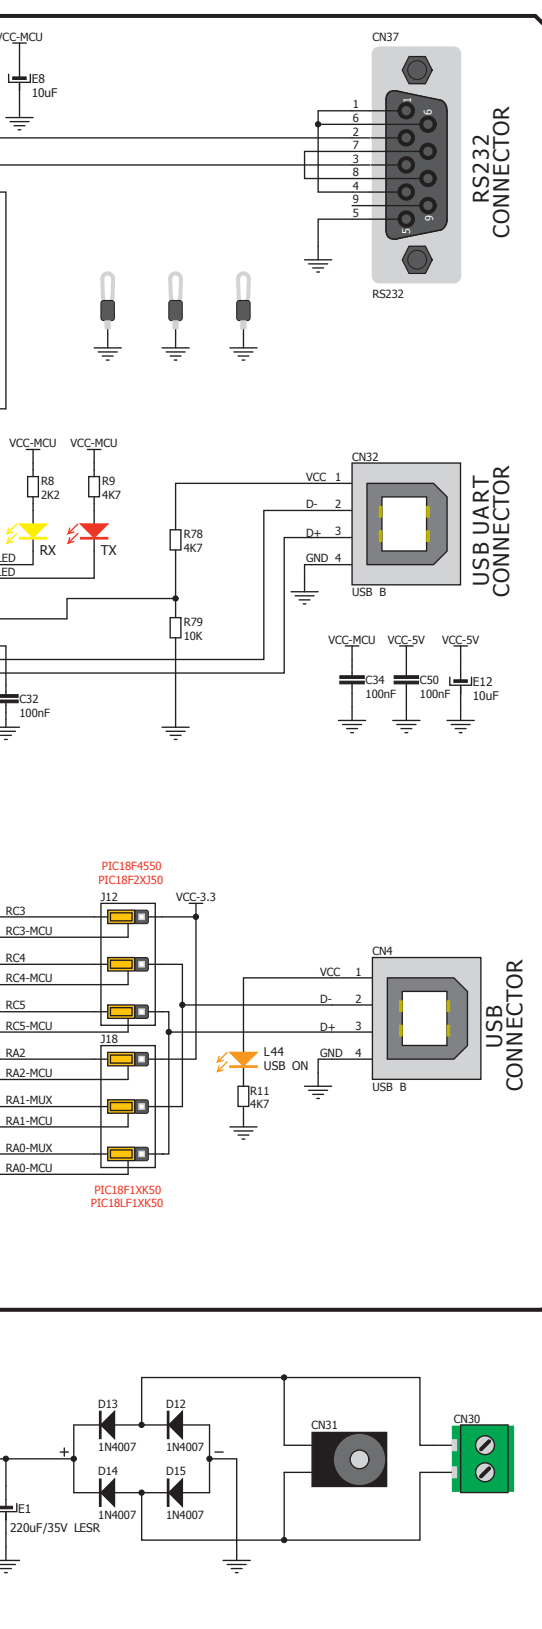 VCC-MCU
E8
10uF
CN37
1
6
2
7
3
8
4
9
5
1
6
5
9
RS232
CONNECTOR
RS232
VCC-MCU VCC-MCU
R8
2K2
R9
4K7
RX
TX
LED
LED
R78
4K7
R79
10K
C32
100nF
CN32
VCC 1
D- 2
D+ 3
GND 4
USB B
USB UART
CONNECTOR
VCC-MCU VCC-5V VCC-5V
C34
100nF
C50
100nF
E12
10uF
PIC18F4550
PIC18F2XJ50
J12
VCC-3.3
RC3
RC3-MCU
RC4
RC4-MCU
RC5
RC5-MCU
J18
RA2
RA2-MCU
RA1-MUX
RA1-MCU
RA0-MUX
RA0-MCU
PIC18F1XK50
PIC18LF1XK50
CN4
VCC 1
D- 2
D+ 3
GND 4
USB B
USB
CONNECTOR
L44
USB ON
R11
4K7
D13
1N4007
D12
1N4007
D14
1N4007
D15
1N4007
+
−
E1
220uF/35V LESR
CN31
CN30